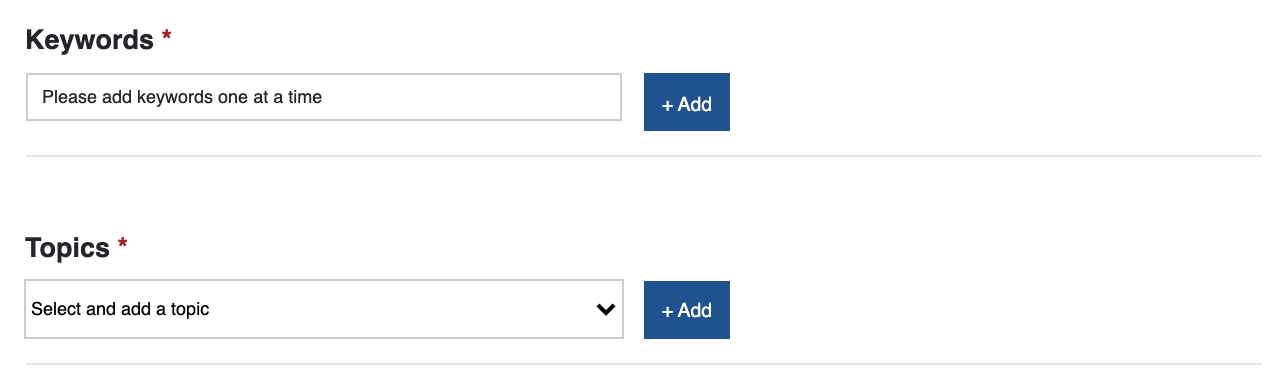 Keywords *
Please add keywords one at a time
+ Add
Topics *
Select and add a topic
+ Add